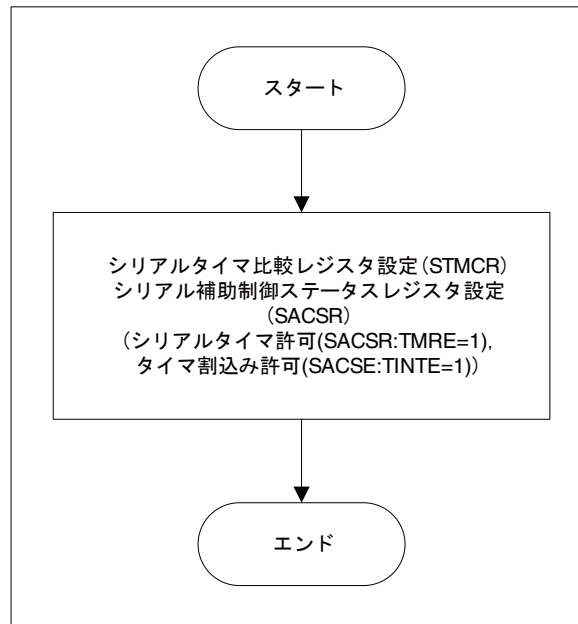 スタート
シリアルタイマ比較レジスタ設定(STMCR)
シリアル補助制御ステータスレジスタ設定
(SACSR)
(シリアルタイマ許可(SACSR:TMRE=1),
タイマ割込み許可(SACSE:TINTE=1))
エンド